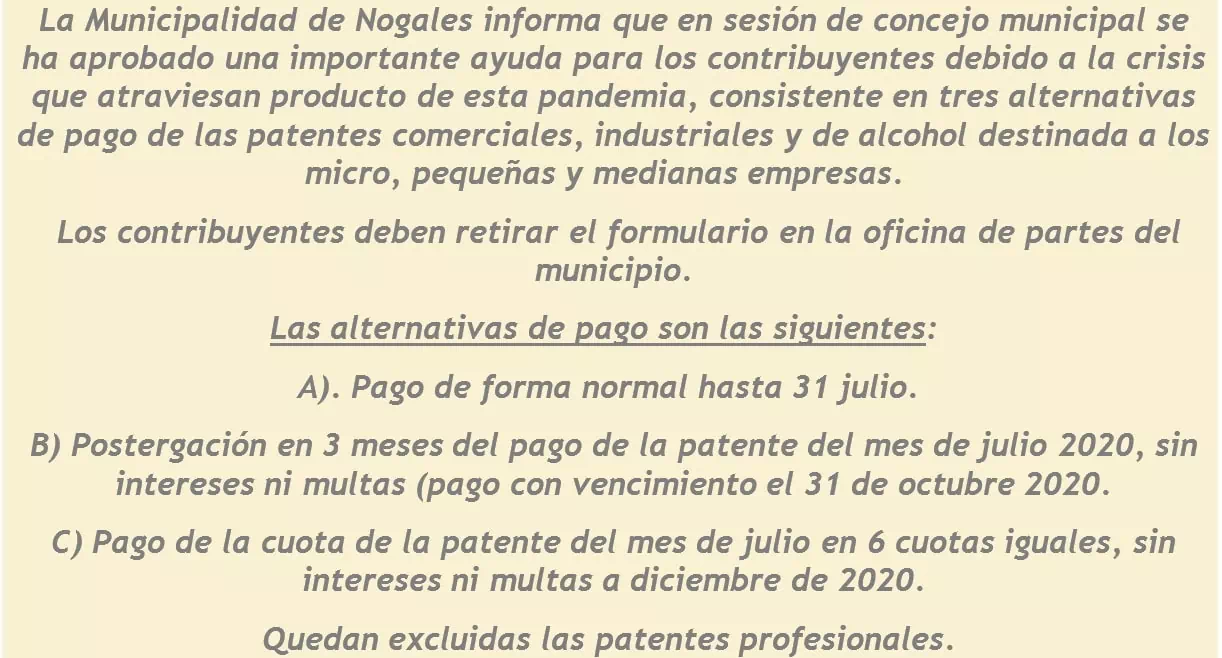 La Municipalidad de Nogales informa que en sesión de concejo municipal se
ha aprobado una importante ayuda para los contribuyentes debido a la crisis
que atraviesan producto de esta pandemia, consistente en tres alternativas
de pago de las patentes comerciales, industriales y de alcohol destinada a los
micro, pequeñas y medianas empresas.
Los contribuyentes deben retirar el formulario en la oficina de partes del
municipio.
Las alternativas de pago son las siguientes:
A). Pago de forma normal hasta 31 julio.
B) Postergación en 3 meses del pago de la patente del mes de julio 2020, sin
intereses ni multas (pago con vencimiento el 31 de octubre 2020.
C) Pago de la cuota de la patente del mes de julio en 6 cuotas iguales, sin
intereses ni multas a diciembre de 2020.
Quedan excluidas las patentes profesionales.